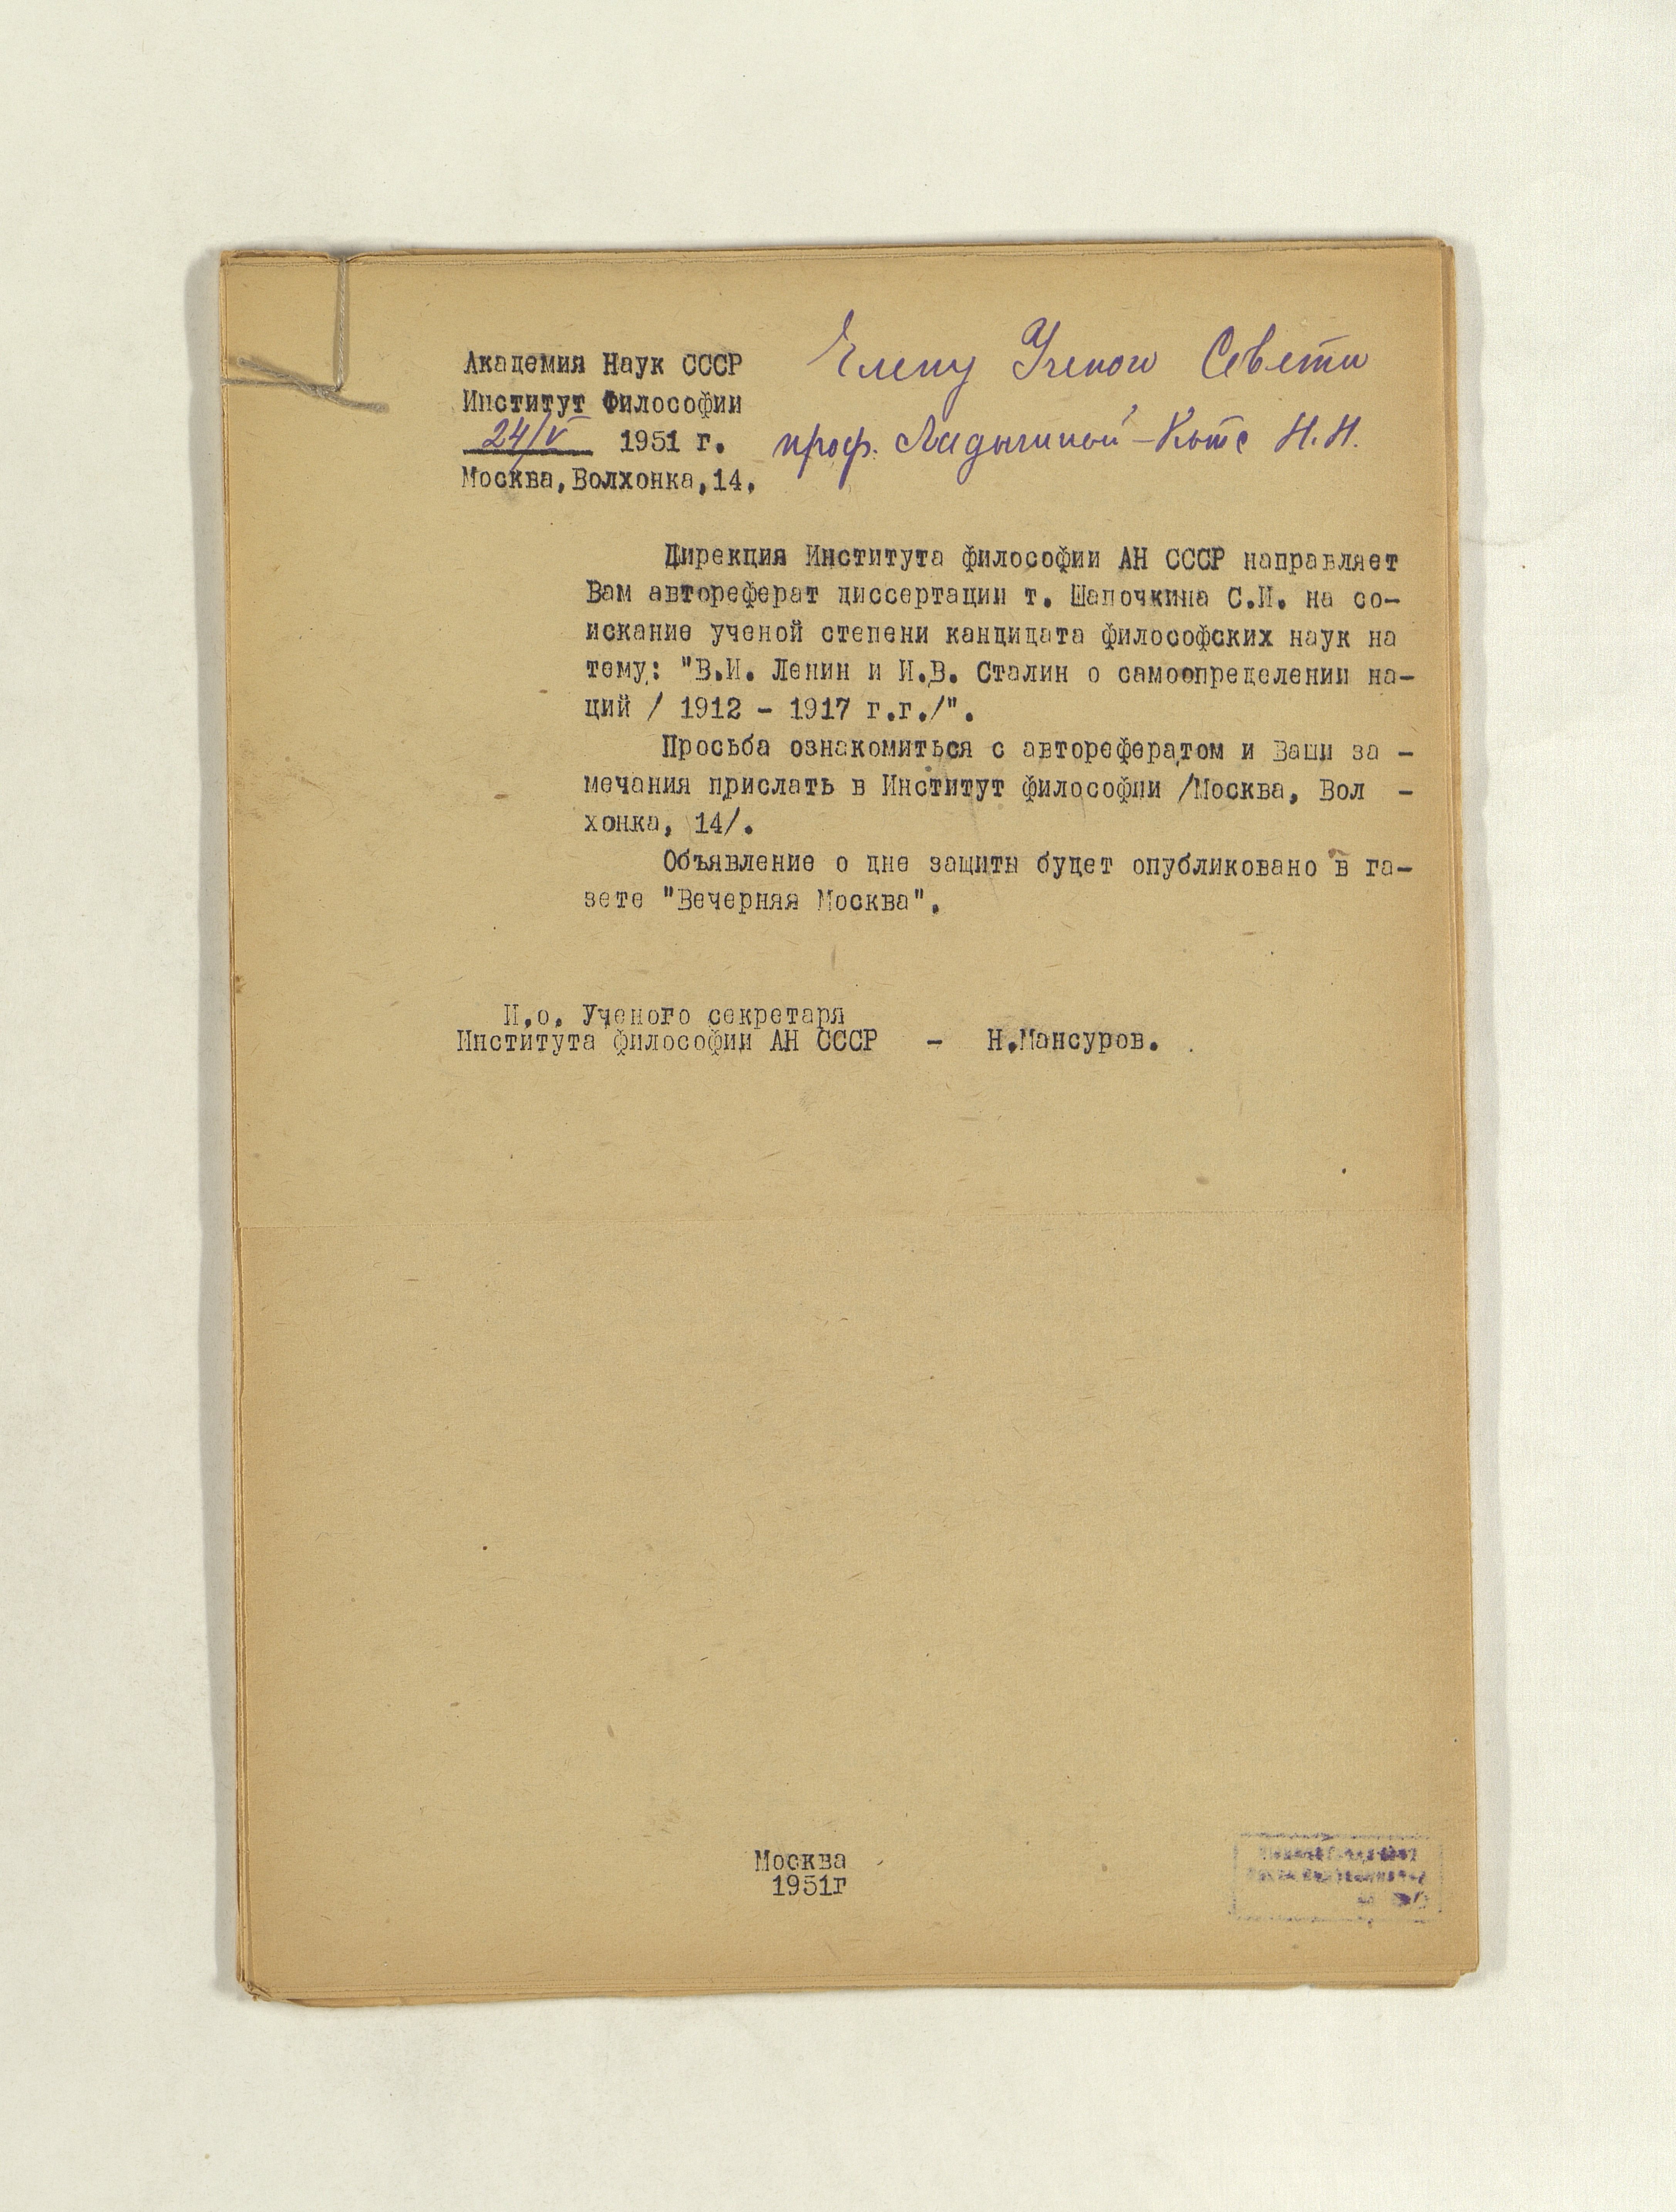 Академия Наук СССР
Члену Ученого Совета
Институт Философии
24/V 1951 г.
проф. Ладыгиной-Котс Н.Н.
Москва, Волхонка, 14.
Дирекция Института философии АН СССР направляет
Вам автореферат диссертации т. Шапочкина С.И. на со-
искание ученой степени кандидата философских наук на
тему: "В.И. Ленин и И.В. Сталин о самоопределении на-
ций / 1912 - 1917 г.г./".
Просьба ознакомиться с авторефератом и Ваши за -
мечания прислать в Институт философии /Москва, Вол -
хонка, 14/.
Объявление о дне защиты будет опубликовано в га-
зете "Вечерняя Москва".
И.о. Ученого секретаря
Института философии АН СССР - Н.Мансуров.
Москва
1951г